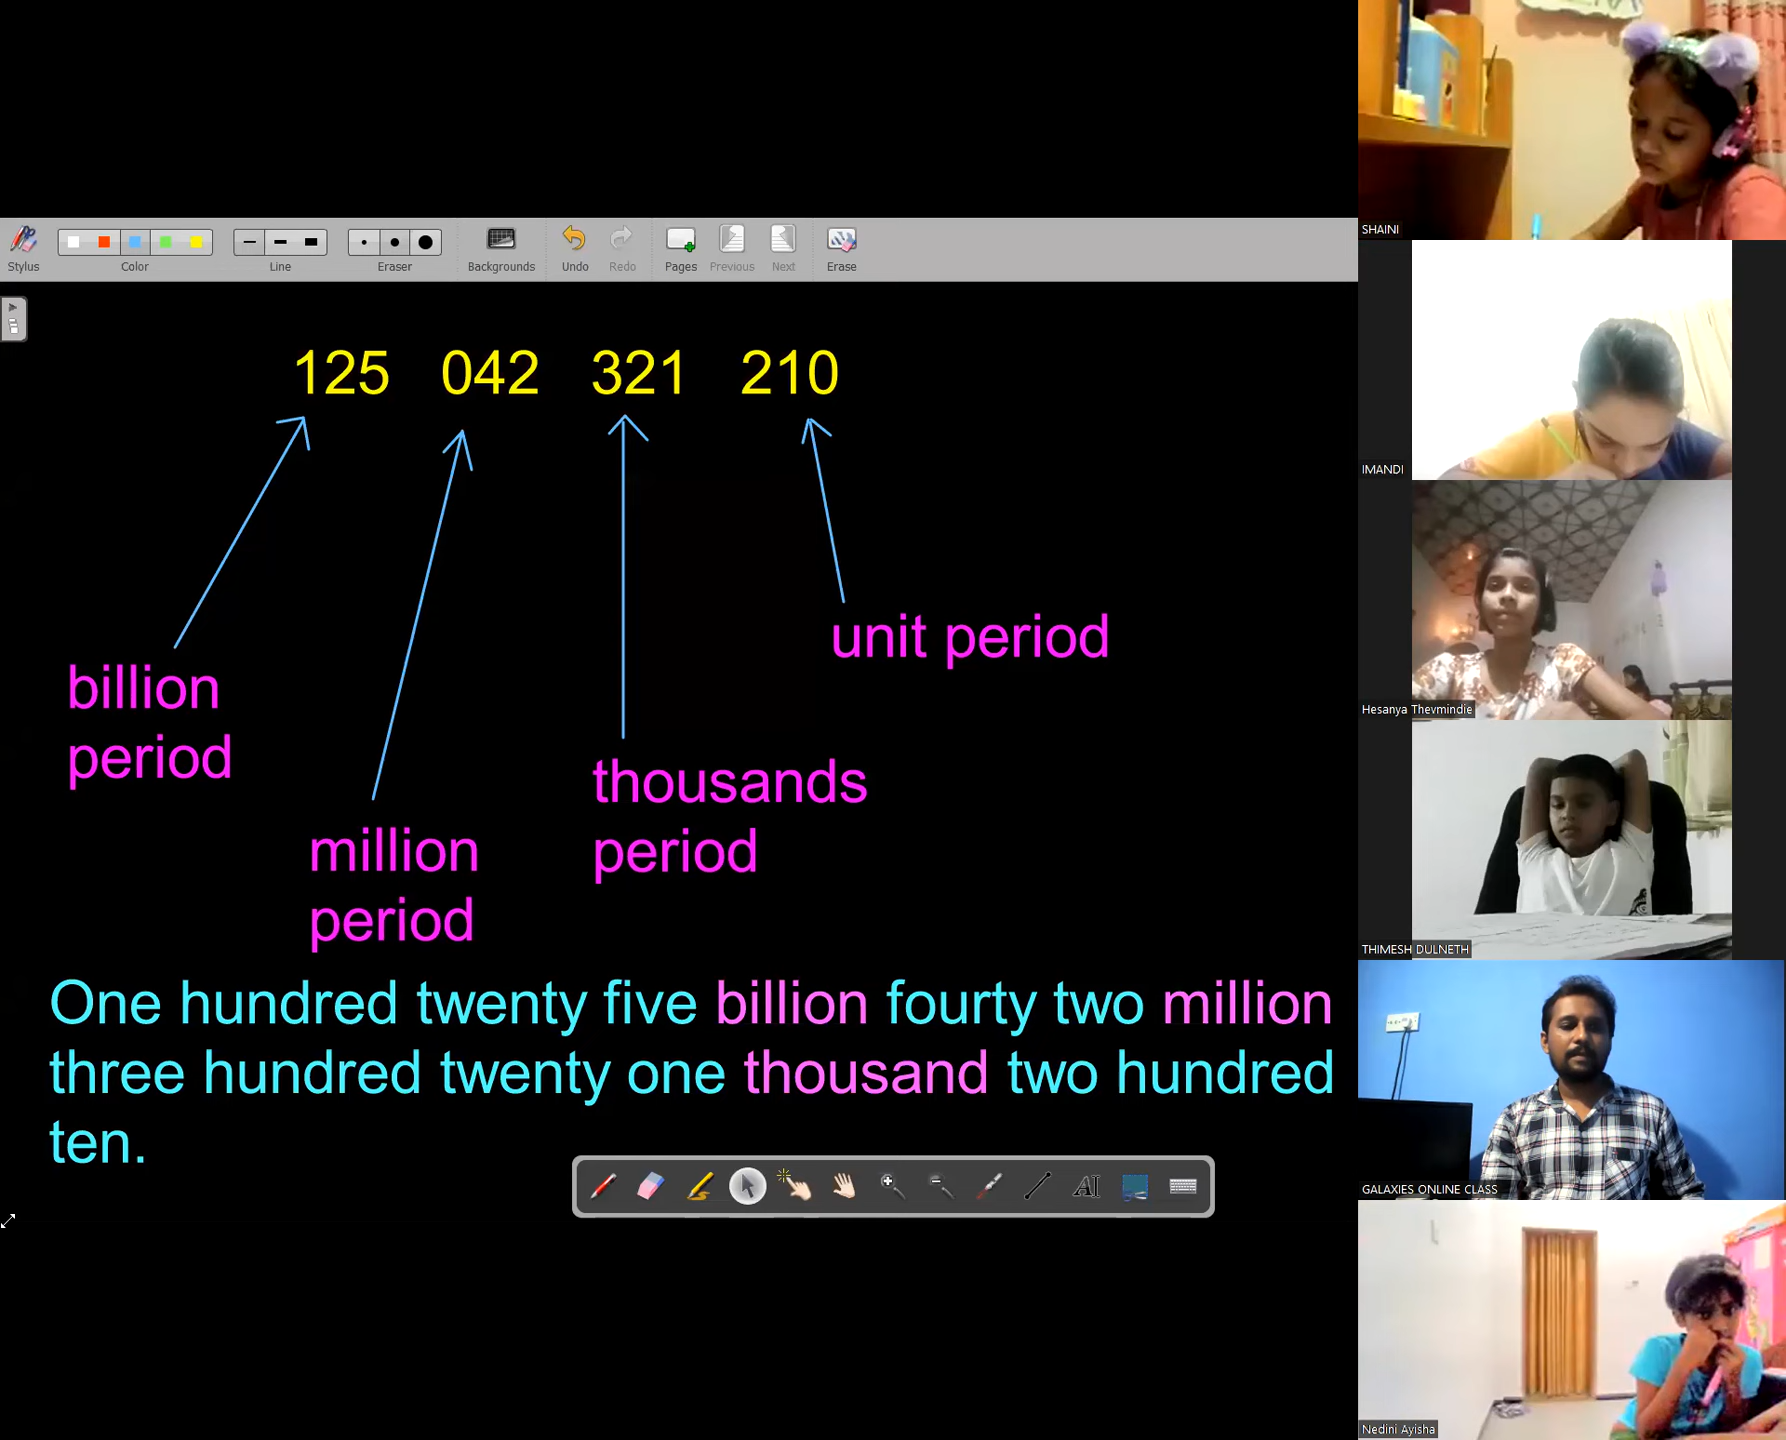 SHAINI
Stylus
Color
Line
Eraser
Backgrounds
Undo
Redo
Pages
Previous
Next
Erase
125 042 321 210
IMANDI
unit period
billion
period
Hesanya Thevmindie
thousands
period
million
period
THIMESH DULNETH
One hundred twenty five billion fourty two million
three hundred twenty one thousand two hundred
ten.
AI
GALAXIES ONLINE CLASS
Nedini Ayisha